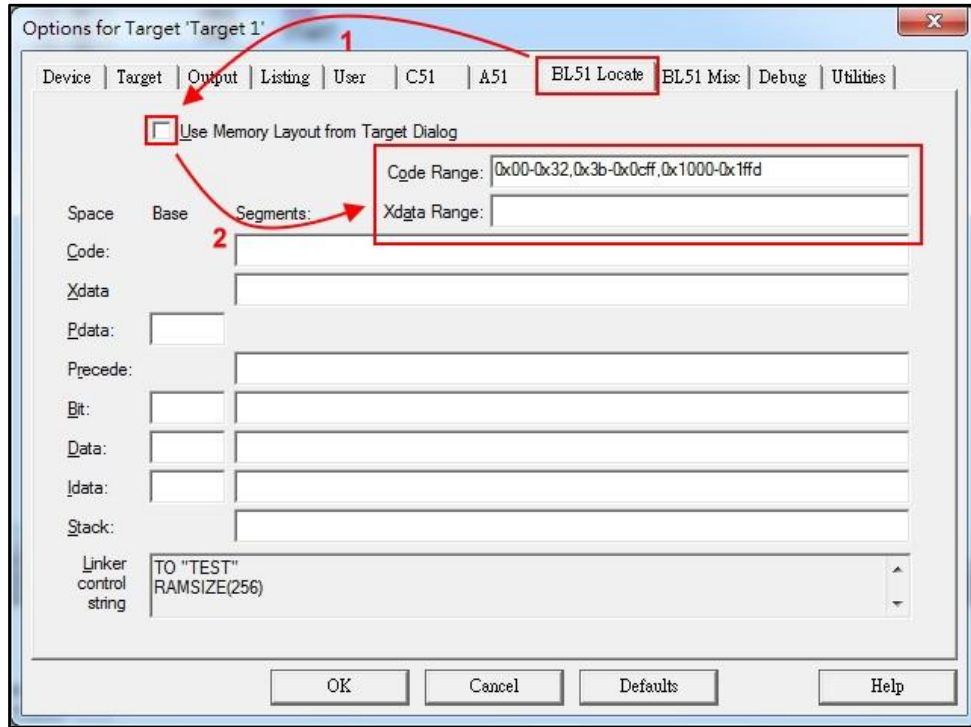 Options for Target 'Target 1'
1
Device | Target | Output | Listing | User | C51 | A51 | BL51 Locate | BL51 Misc | Debug | Utilities |
Use Memory Layout from Target Dialog
Code Range: 0x00-0x32,0x3b-0x0cff,0x1000-0x1ffd
Space Base Segments: Xdata Range:
2
Code:
Xdata
Pdata:
Precede:
Bit:
Data:
Idata:
Stack:
Linker control string
TO "TEST"
RAMSIZE(256)
OK Cancel Defaults Help